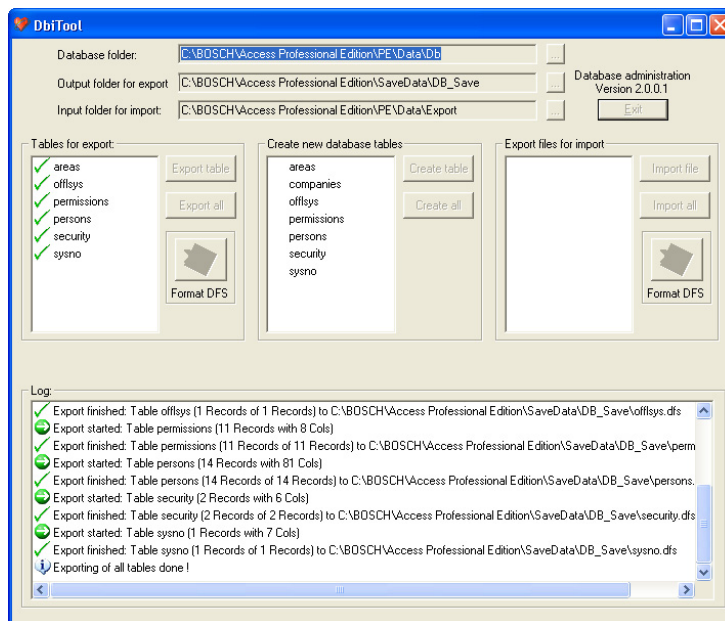 DbiTool
Database folder: C:\BOSCH\Access Professional Edition\PE\Data\Db ...
Output folder for export C:\BOSCH\Access Professional Edition\SaveData\DB_Save ...
Input folder for import: C:\BOSCH\Access Professional Edition\PE\Data\Export ...
Database administration
Version 2.0.0.1
Exit
Tables for export:
areas
offlsys
permissions
persons
security
sysno
Export table
Export all
Format DFS
Create new database tables
areas
companies
offlsys
permissions
persons
security
sysno
Create table
Create all
Export files for import
Import file
Import all
Format DFS
Log:
Export finished: Table offlsys (1 Records of 1 Records) to C:\BOSCH\Access Professional Edition\SaveData\DB_Save\offlsys.dfs
Export started: Table permissions (11 Records with 8 Cols)
Export finished: Table permissions (11 Records of 11 Records) to C:\BOSCH\Access Professional Edition\SaveData\DB_Save\perm
Export started: Table persons (14 Records with 81 Cols)
Export finished: Table persons (14 Records of 14 Records) to C:\BOSCH\Access Professional Edition\SaveData\DB_Save\persons.
Export started: Table security (2 Records with 6 Cols)
Export finished: Table security (2 Records of 2 Records) to C:\BOSCH\Access Professional Edition\SaveData\DB_Save\security.dfs
Export started: Table sysno (1 Records with 7 Cols)
Export finished: Table sysno (1 Records of 1 Records) to C:\BOSCH\Access Professional Edition\SaveData\DB_Save\sysno.dfs
Exporting of all tables done !